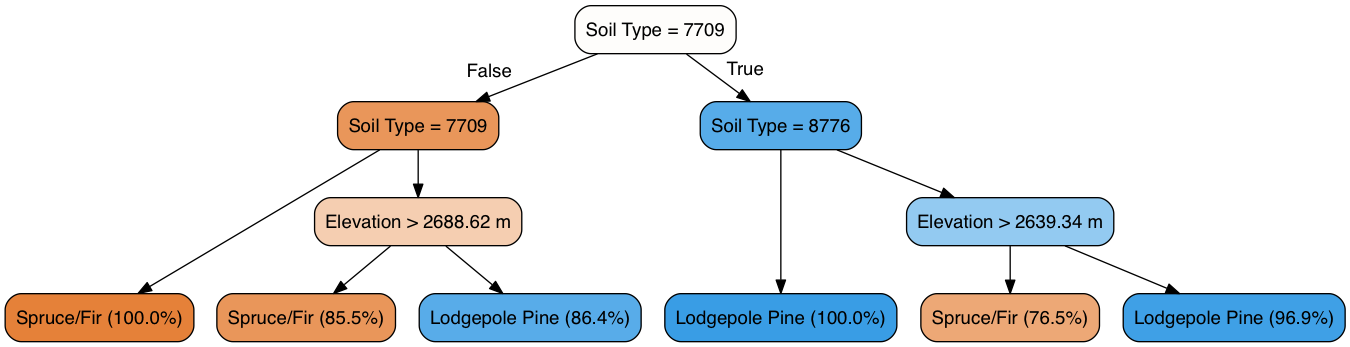 Soil Type = 7709
False
True
Soil Type = 7709
Soil Type = 8776
Elevation > 2688.62 m
Elevation > 2639.34 m
Spruce/Fir (100.0%)
Spruce/Fir (85.5%)
Lodgepole Pine (86.4%)
Lodgepole Pine (100.0%)
Spruce/Fir (76.5%)
Lodgepole Pine (96.9%)